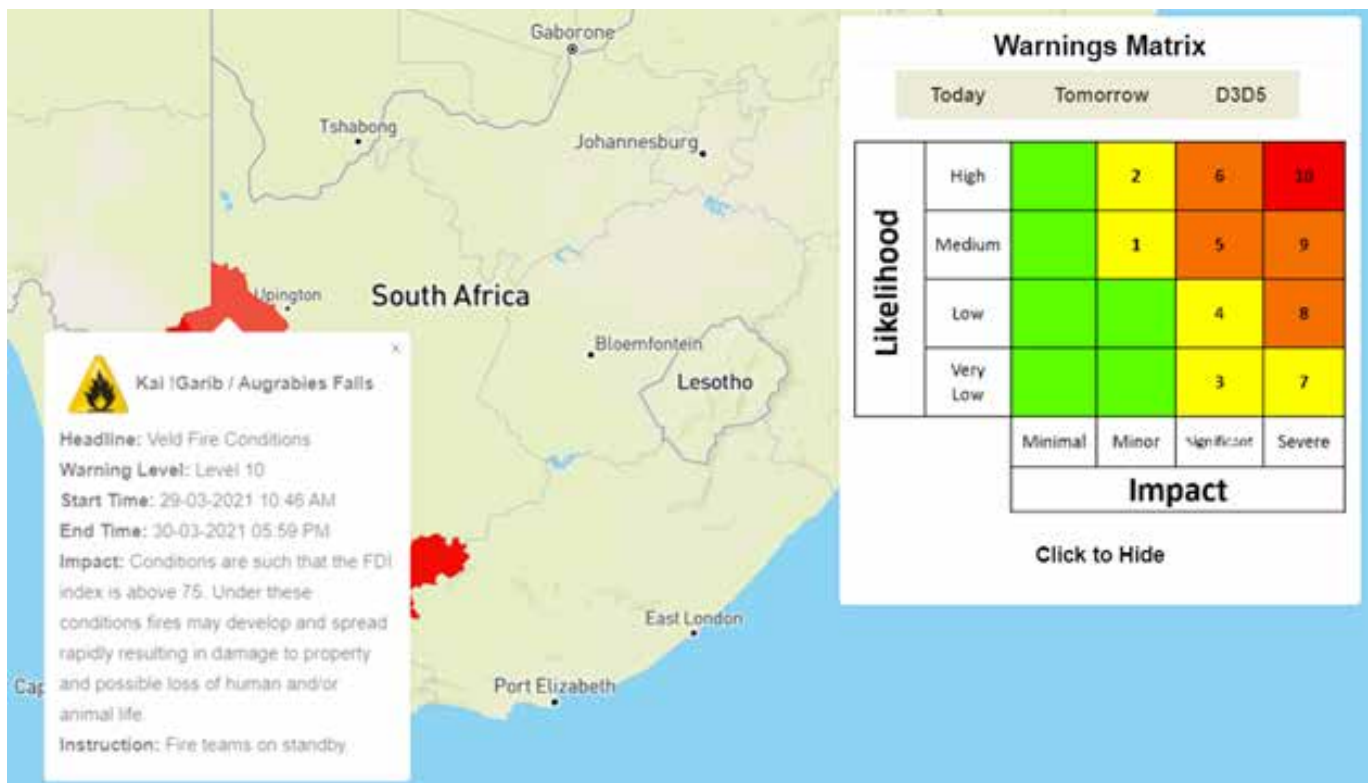 Gaborone
Tshabong
Johannesburg
Upington
South Africa
Bloemfontein
Lesotho
East London
Port Elizabeth
Cap
×
Kai !Garib / Augrabies Falls
Headline: Veld Fire Conditions
Warning Level: Level 10
Start Time: 29-03-2021 10:46 AM
End Time: 30-03-2021 05:59 PM
Impact: Conditions are such that the FDI
index is above 75. Under these
conditions fires may develop and spread
rapidly resulting in damage to property
and possible loss of human and/or
animal life.
Instruction: Fire teams on standby
Warnings Matrix
Today Tomorrow D3D5
Likelihood
High 2 6 10
Medium 1 5 9
Low 4 8
Very
Low 3 7
Minimal Minor Significant Severe
Impact
Click to Hide